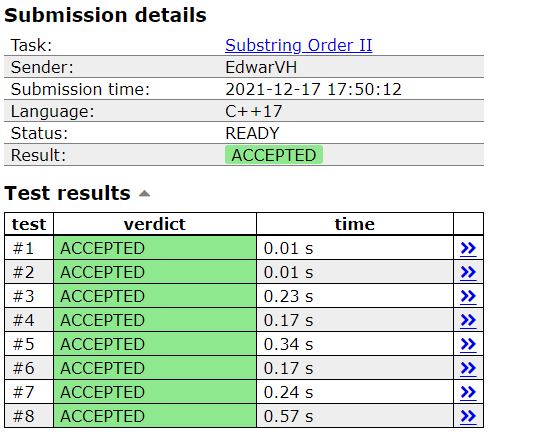 Submission details
Task: Substring Order II
Sender: EdwarVH
Submission time: 2021-12-17 17:50:12
Language: C++17
Status: READY
Result: ACCEPTED
Test results
test verdict time
#1 ACCEPTED 0.01 s
#2 ACCEPTED 0.01 s
#3 ACCEPTED 0.23 s
#4 ACCEPTED 0.17 s
#5 ACCEPTED 0.34 s
#6 ACCEPTED 0.17 s
#7 ACCEPTED 0.24 s
#8 ACCEPTED 0.57 s